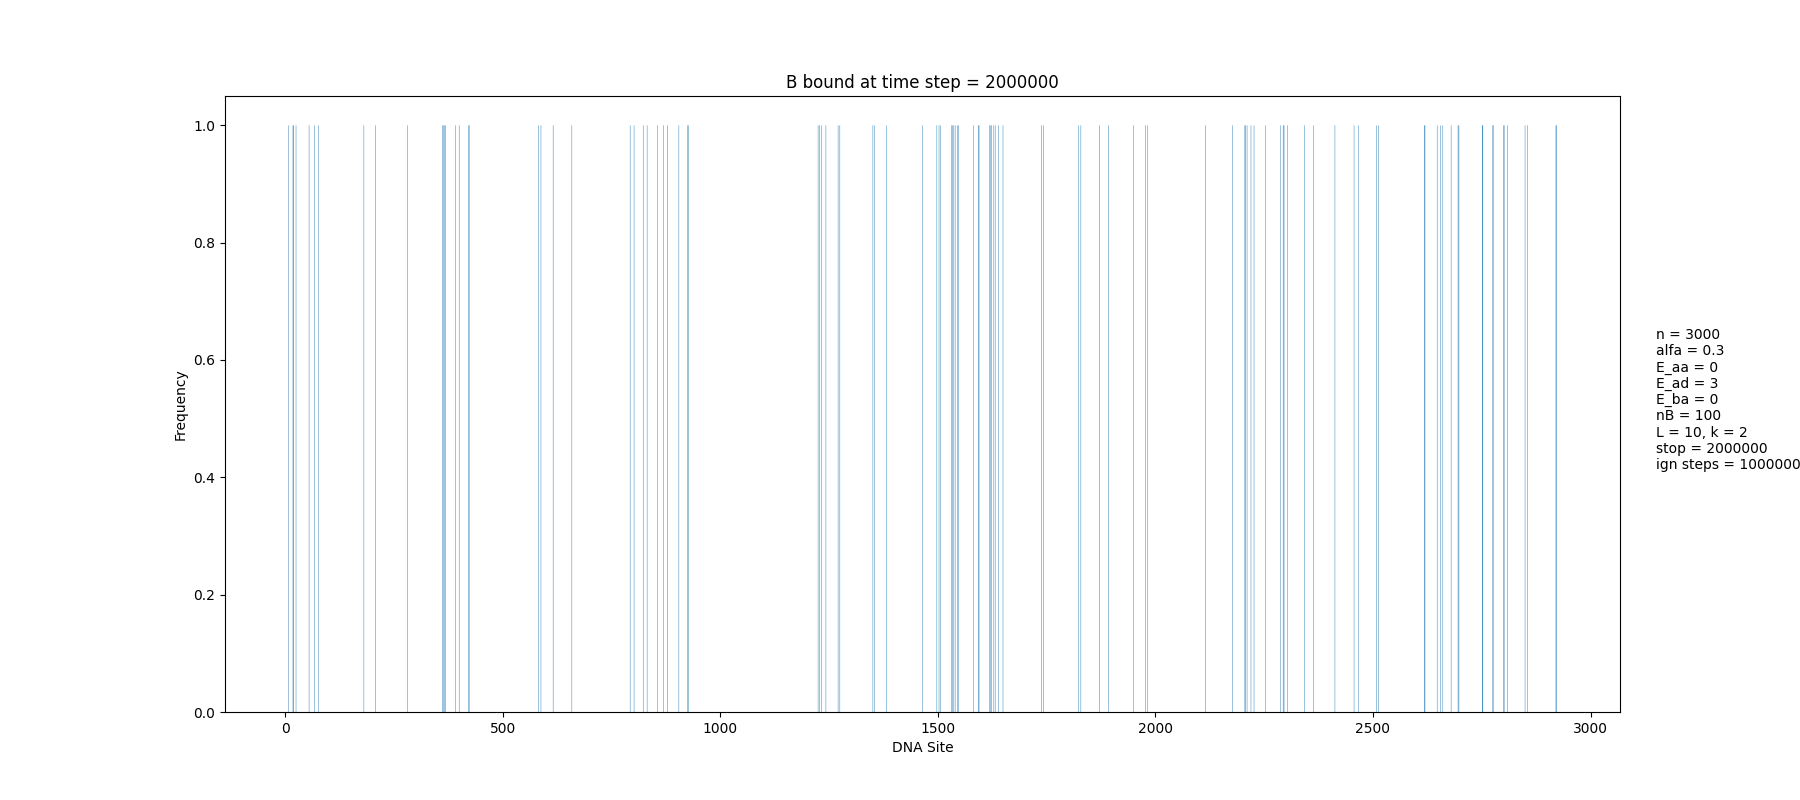 B bound at time step = 2000000
1.0
0.8
0.6
0.4
0.2
0.0
Frequency
0 500 1000 1500 2000 2500 3000
DNA Site
n = 3000
alfa = 0.3
E_aa = 0
E_ad = 3
E_ba = 0
nB = 100
L = 10, k = 2
stop = 2000000
ign steps = 1000000